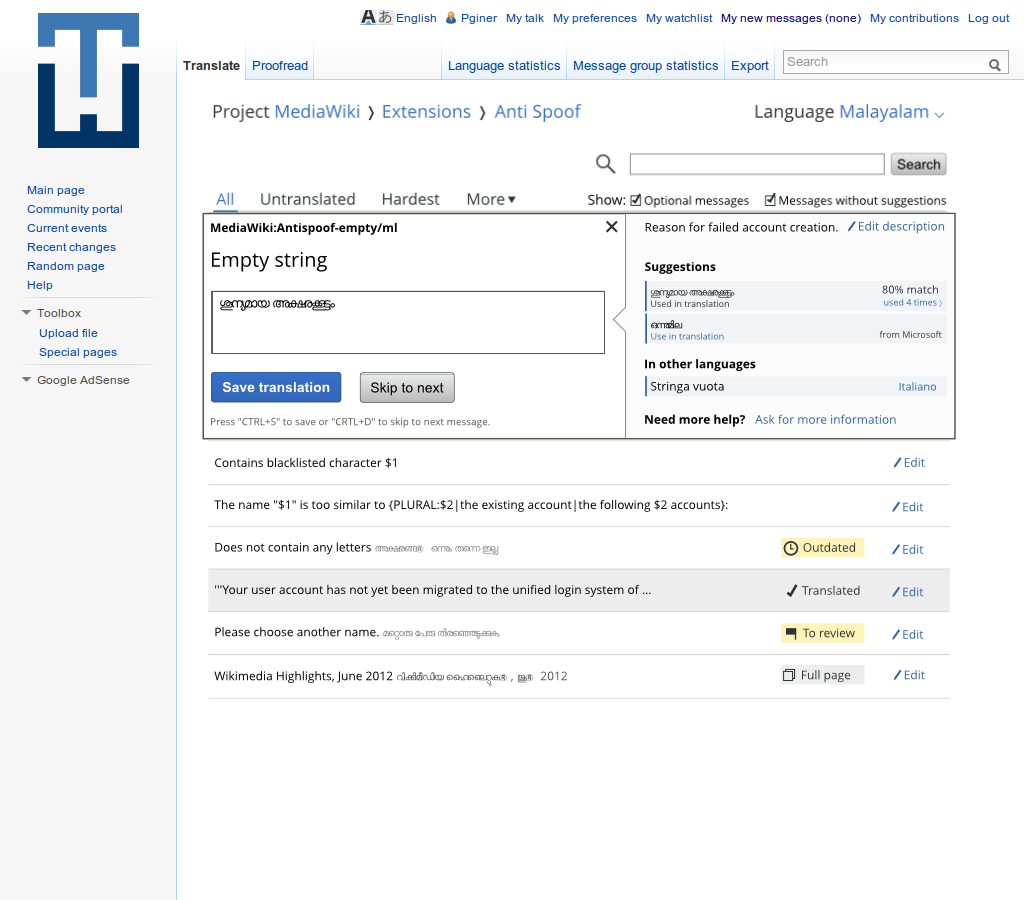 English Pginer My talk My preferences My watchlist My new messages (none) My contributions Log out
Translate Proofread Language statistics Message group statistics Export Search
Project MediaWiki ❭ Extensions ❭ Anti Spoof Language Malayalam
Search
Main page
Community portal
Current events
Recent changes
Random page
Help
Toolbox
Upload file
Special pages
Google AdSense
All Untranslated Hardest More▾ Show: Optional messages Messages without suggestions
MediaWiki:Antispoof-empty/ml
Empty string
ശൂന്യമായ അക്ഷരക്കൂട്ടം
Save translation Skip to next
Press "CTRL+S" to save or "CRTL+D" to skip to next message.
Reason for failed account creation. Edit description
Suggestions
ശൂന്യമായ അക്ഷരക്കൂട്ടം 80% match
Used in translation used 4 times ⟩
ഒന്നുമില്ല
Use in translation from Microsoft
In other languages
Stringa vuota Italiano
Need more help? Ask for more information
Contains blacklisted character $1 Edit
The name "$1" is too similar to {PLURAL:$2|the existing account|the following $2 accounts}: Edit
Does not contain any letters അക്ഷരങ്ങൾ ഒന്നും തന്നെ ഇല്ല Outdated Edit
'''Your user account has not yet been migrated to the unified login system of ... Translated Edit
Please choose another name. മറ്റൊരു പേരു തിരഞ്ഞെടുക്കുക. To review Edit
Wikimedia Highlights, June 2012 , 2012 Full page Edit